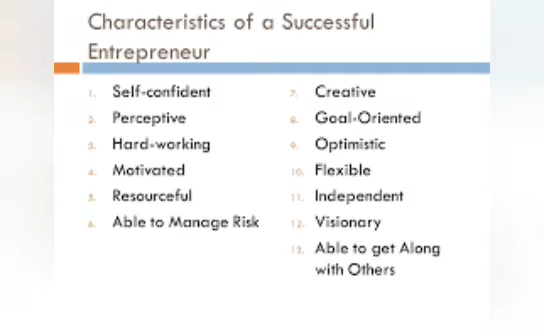 Characteristics of a Successful
Entrepreneur
1. Self-confident
2. Perceptive
3. Hard-working
4. Motivated
5. Resourceful
6. Able to Manage Risk
7. Creative
8. Goal-Oriented
9. Optimistic
10. Flexible
11. Independent
12. Visionary
13. Able to get Along
with Others